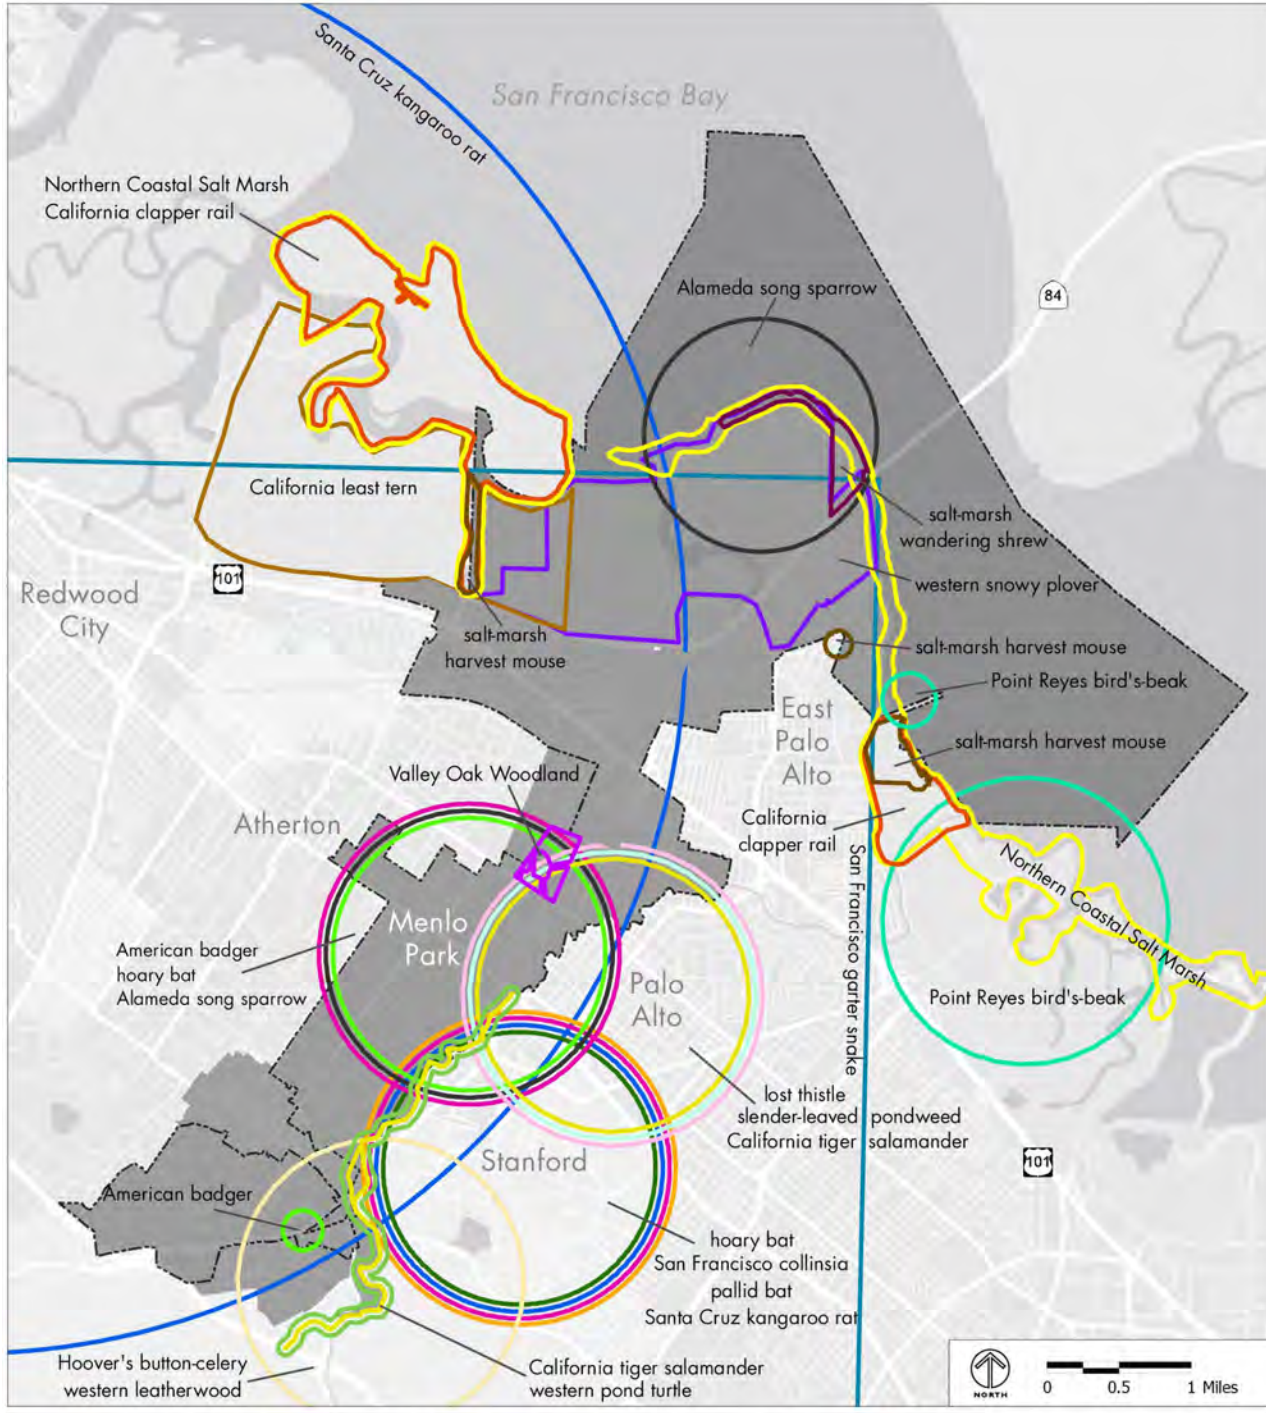 Santa Cruz kangaroo rat
San Francisco Bay
Northern Coastal Salt Marsh
California clapper rail
Alameda song sparrow
84
California least tern
salt-marsh
wandering shrew
101
western snowy plover
Redwood
City
salt-marsh
harvest mouse
salt-marsh harvest mouse
Point Reyes bird's-beak
East
Palo
Alto
salt-marsh harvest mouse
Valley Oak Woodland
Atherton
California
clapper rail
San Francisco garter snake
Northern Coastal Salt Marsh
Menlo
Park
American badger
hoary bat
Alameda song sparrow
Palo
Alto
Point Reyes bird's-beak
lost thistle
slender-leaved pondweed
California tiger salamander
Stanford
101
American badger
hoary bat
San Francisco collinsia
pallid bat
Santa Cruz kangaroo rat
Hoover's button-celery
western leatherwood
California tiger salamander
western pond turtle
NORTH
0 0.5 1 Miles